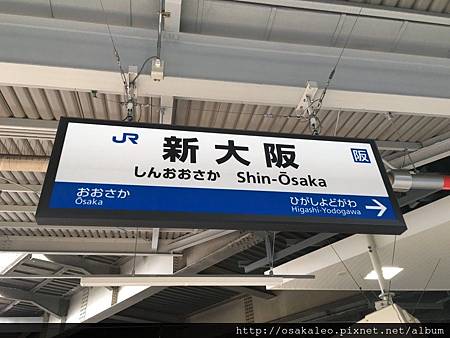 JR 新大阪 阪
しんおおさか Shin-Ōsaka
おおさか ひがしよどがわ
Ōsaka Higashi-Yodogawa →
http://osakaleo.pixnet.net/album